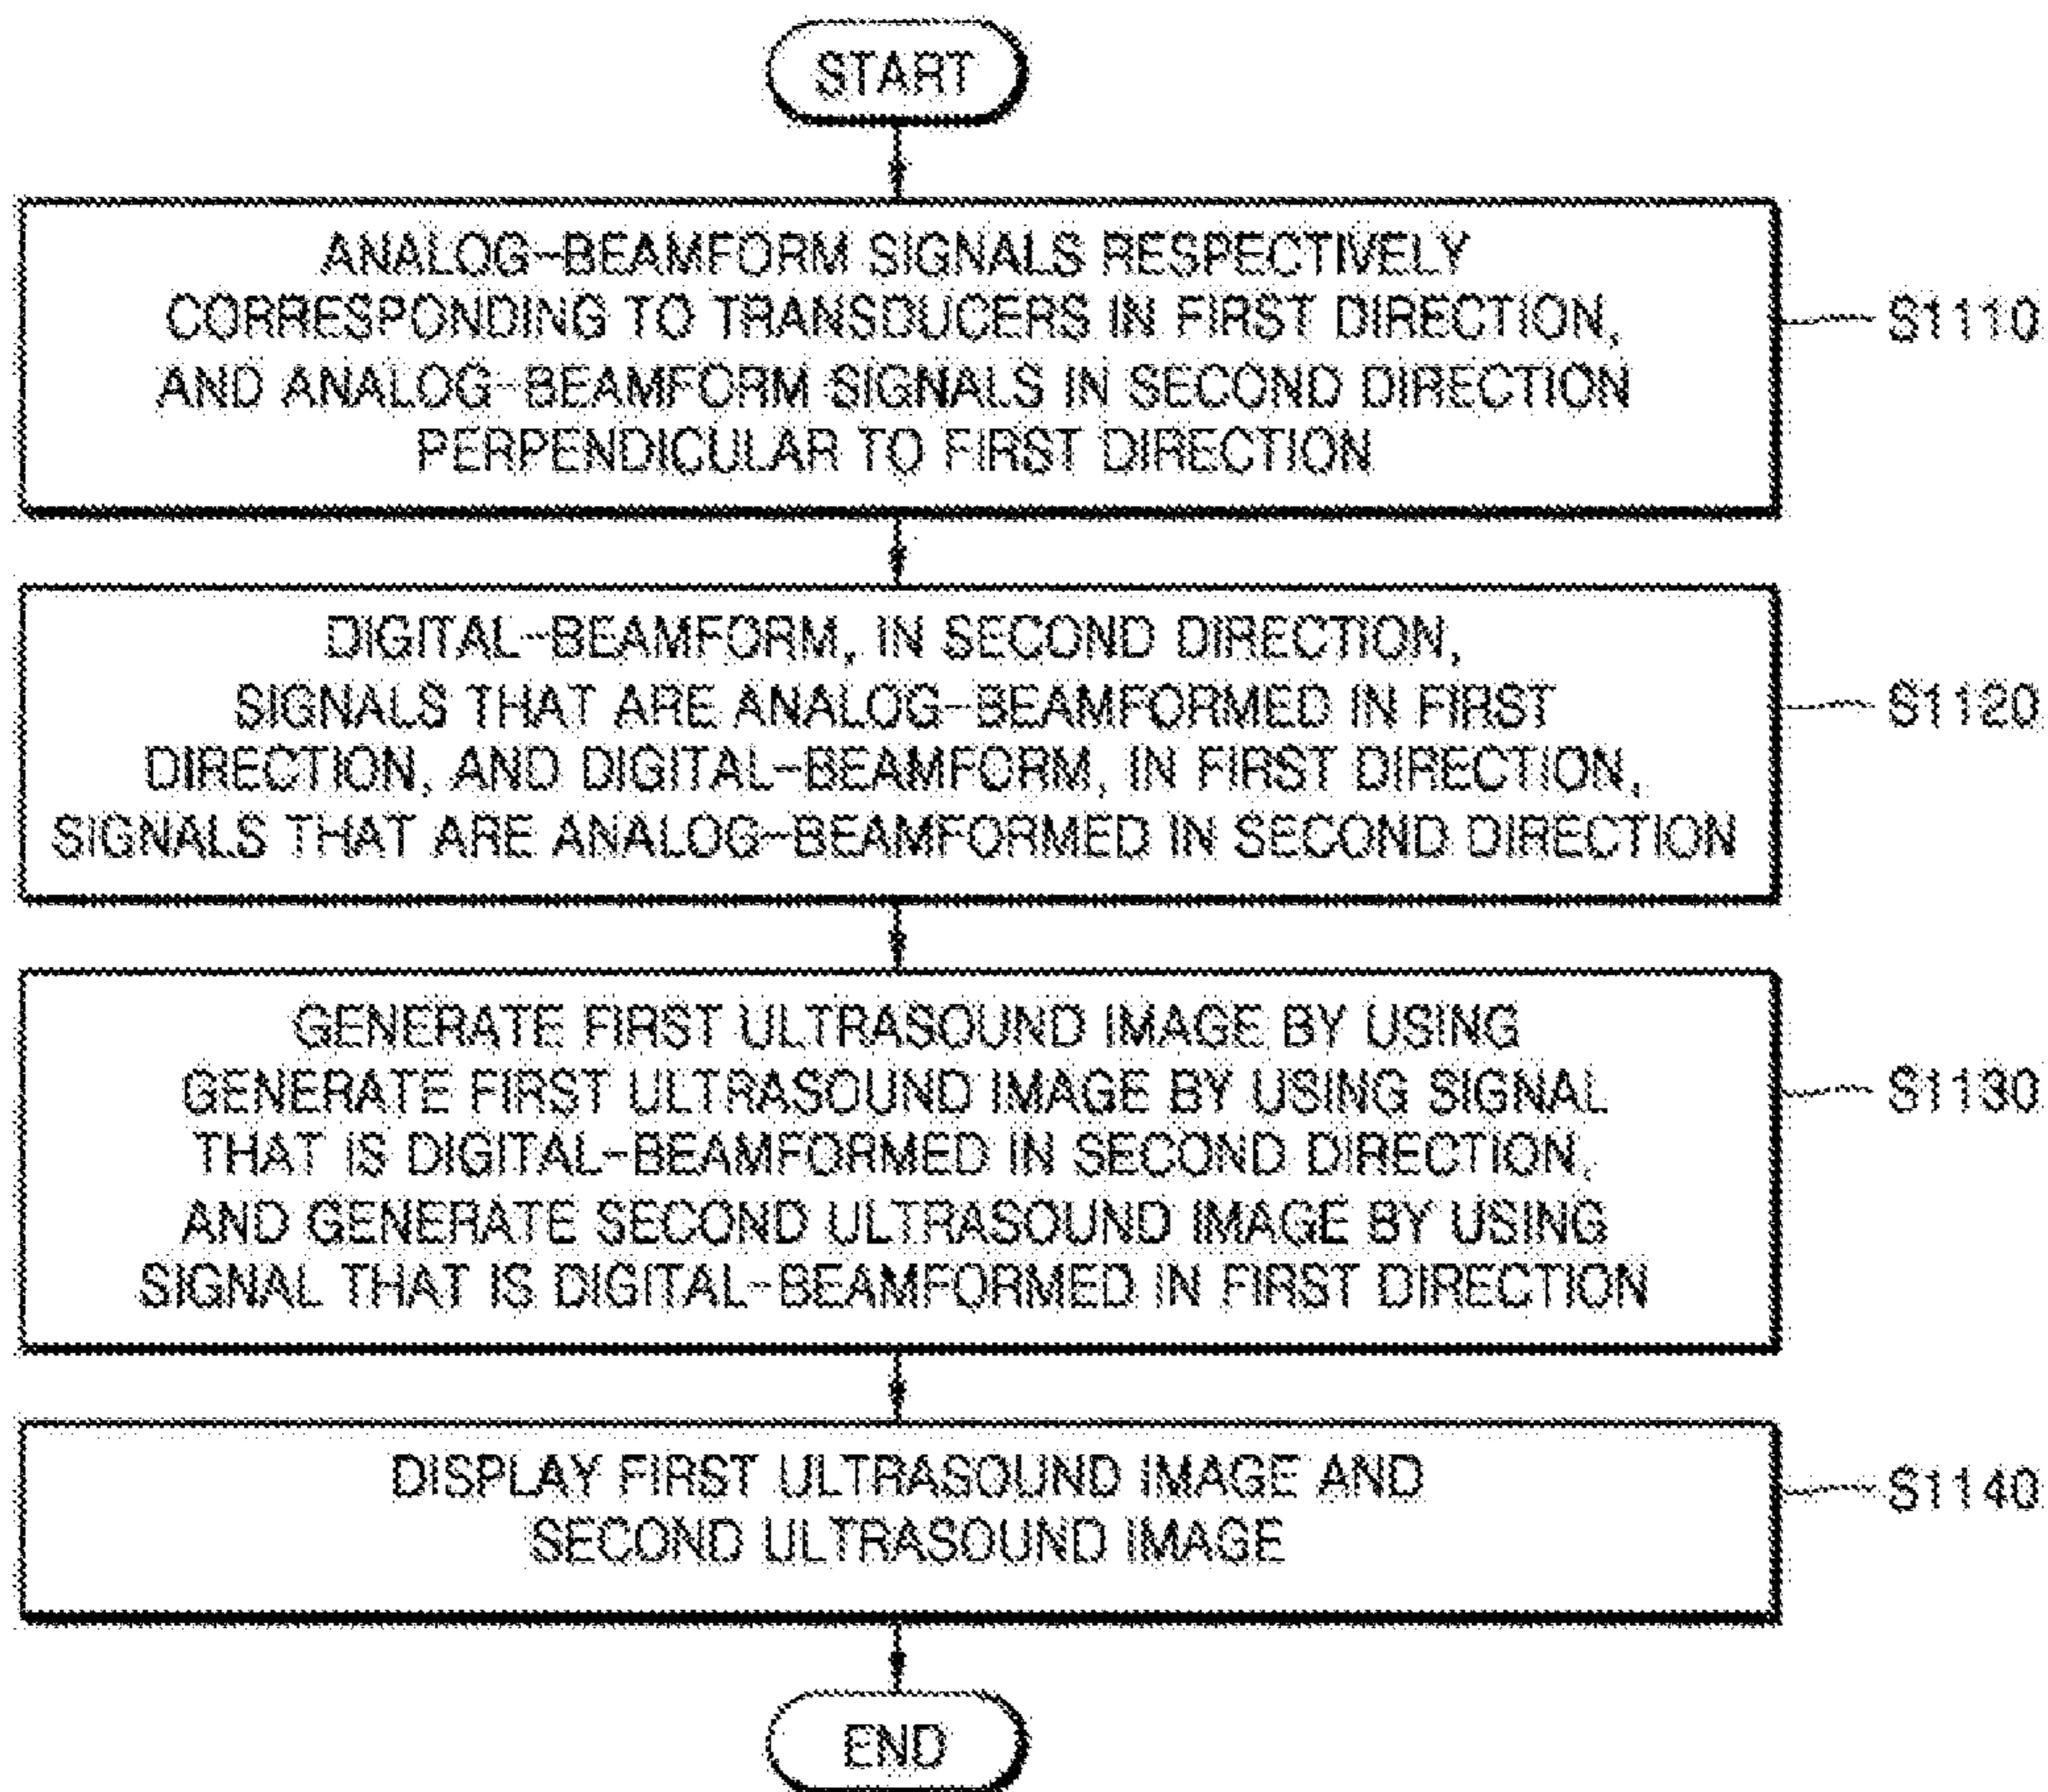 START
ANALOG-BEAMFORM SIGNALS RESPECTIVELY
CORRESPONDING TO TRANSDUCERS IN FIRST DIRECTION,
AND ANALOG-BEAMFORM SIGNALS IN SECOND DIRECTION
PERPENDICULAR TO FIRST DIRECTION
S1110
DIGITAL-BEAMFORM, IN SECOND DIRECTION,
SIGNALS THAT ARE ANALOG-BEAMFORMED IN FIRST
DIRECTION, AND DIGITAL-BEAMFORM, IN FIRST DIRECTION,
SIGNALS THAT ARE ANALOG-BEAMFORMED IN SECOND DIRECTION
S1120
GENERATE FIRST ULTRASOUND IMAGE BY USING
GENERATE FIRST ULTRASOUND IMAGE BY USING SIGNAL
THAT IS DIGITAL-BEAMFORMED IN SECOND DIRECTION,
AND GENERATE SECOND ULTRASOUND IMAGE BY USING
SIGNAL THAT IS DIGITAL-BEAMFORMED IN FIRST DIRECTION
S1130
DISPLAY FIRST ULTRASOUND IMAGE AND
SECOND ULTRASOUND IMAGE
S1140
END